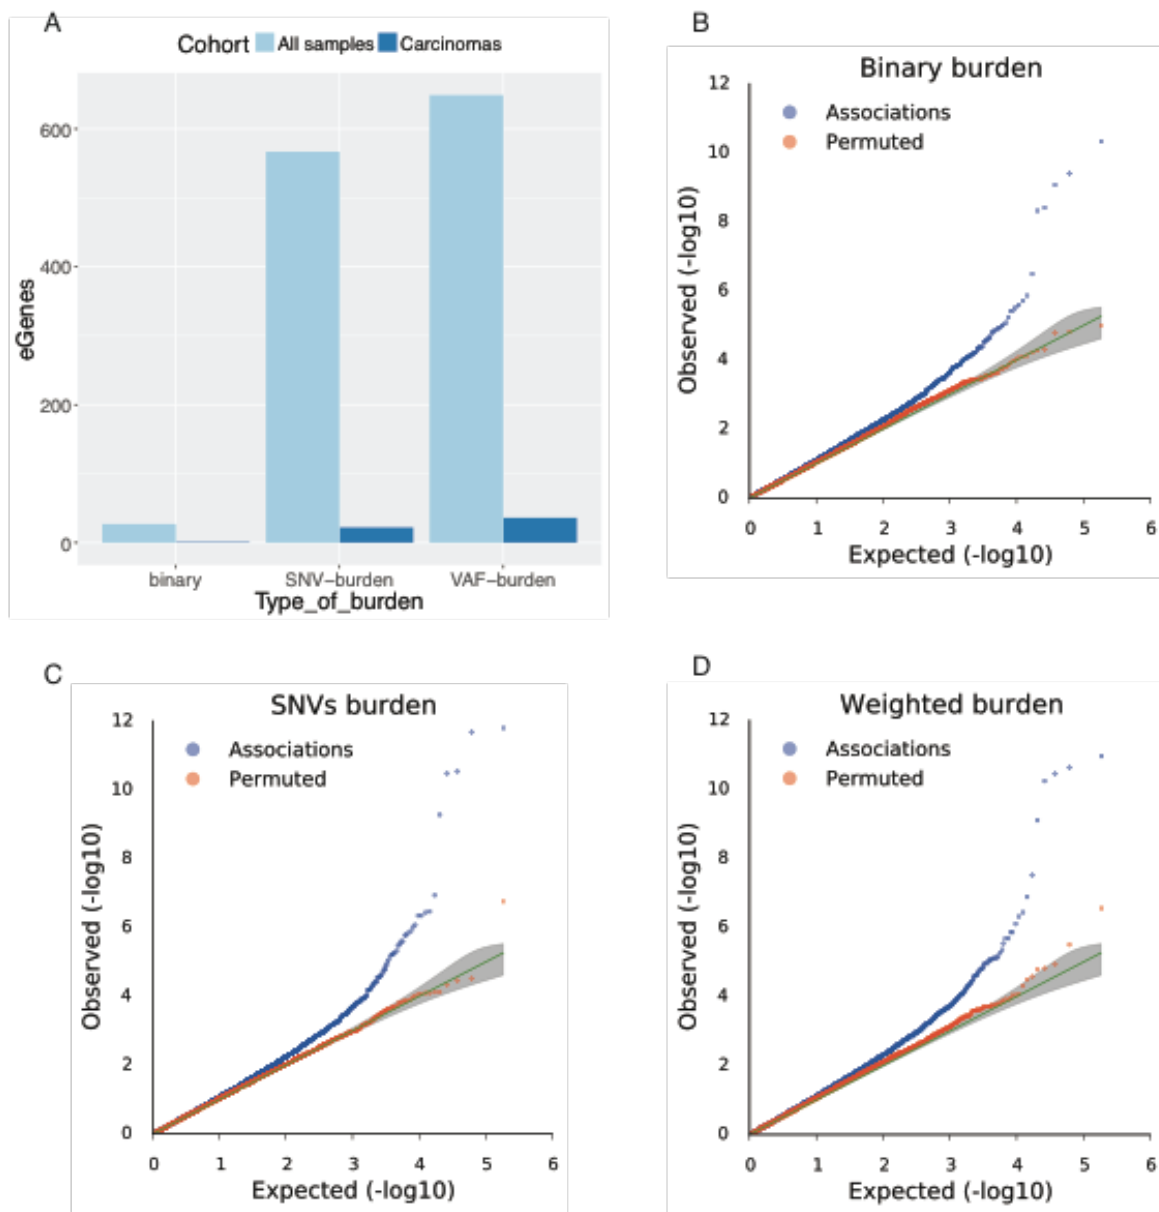 A
Cohort All samples Carcinomas
600
400
200
0
eGenes
binary SNV-burden VAF-burden
Type_of_burden
B
Binary burden
Associations
Permuted
12
10
8
6
4
2
0
Observed (-log10)
0 1 2 3 4 5 6
Expected (-log10)
C
SNVs burden
Associations
Permuted
12
10
8
6
4
2
0
Observed (-log10)
0 1 2 3 4 5 6
Expected (-log10)
D
Weighted burden
Associations
Permuted
12
10
8
6
4
2
0
Observed (-log10)
0 1 2 3 4 5 6
Expected (-log10)